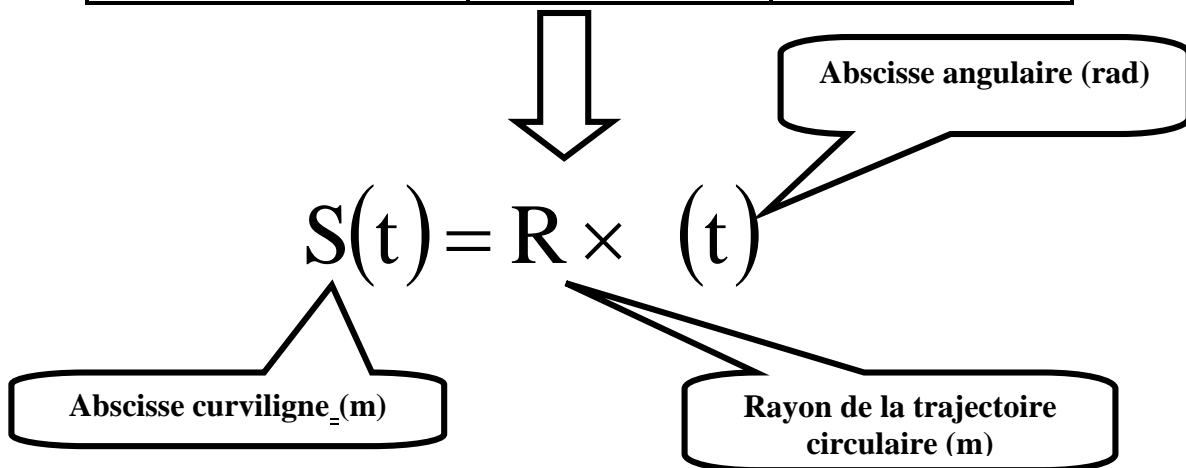 Abscisse angulaire (rad)
S(t) = R × (t)
Abscisse curviligne (m)
Rayon de la trajectoire
circulaire (m)